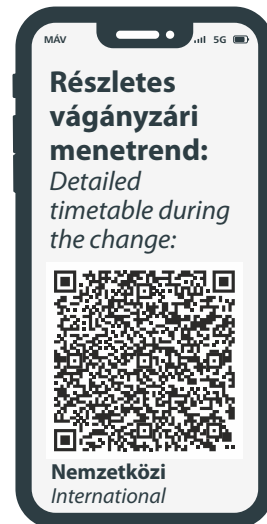 MÁV 5G
Részletes
vágányzári
menetrend:
Detailed
timetable during
the change:
Nemzetközi
International